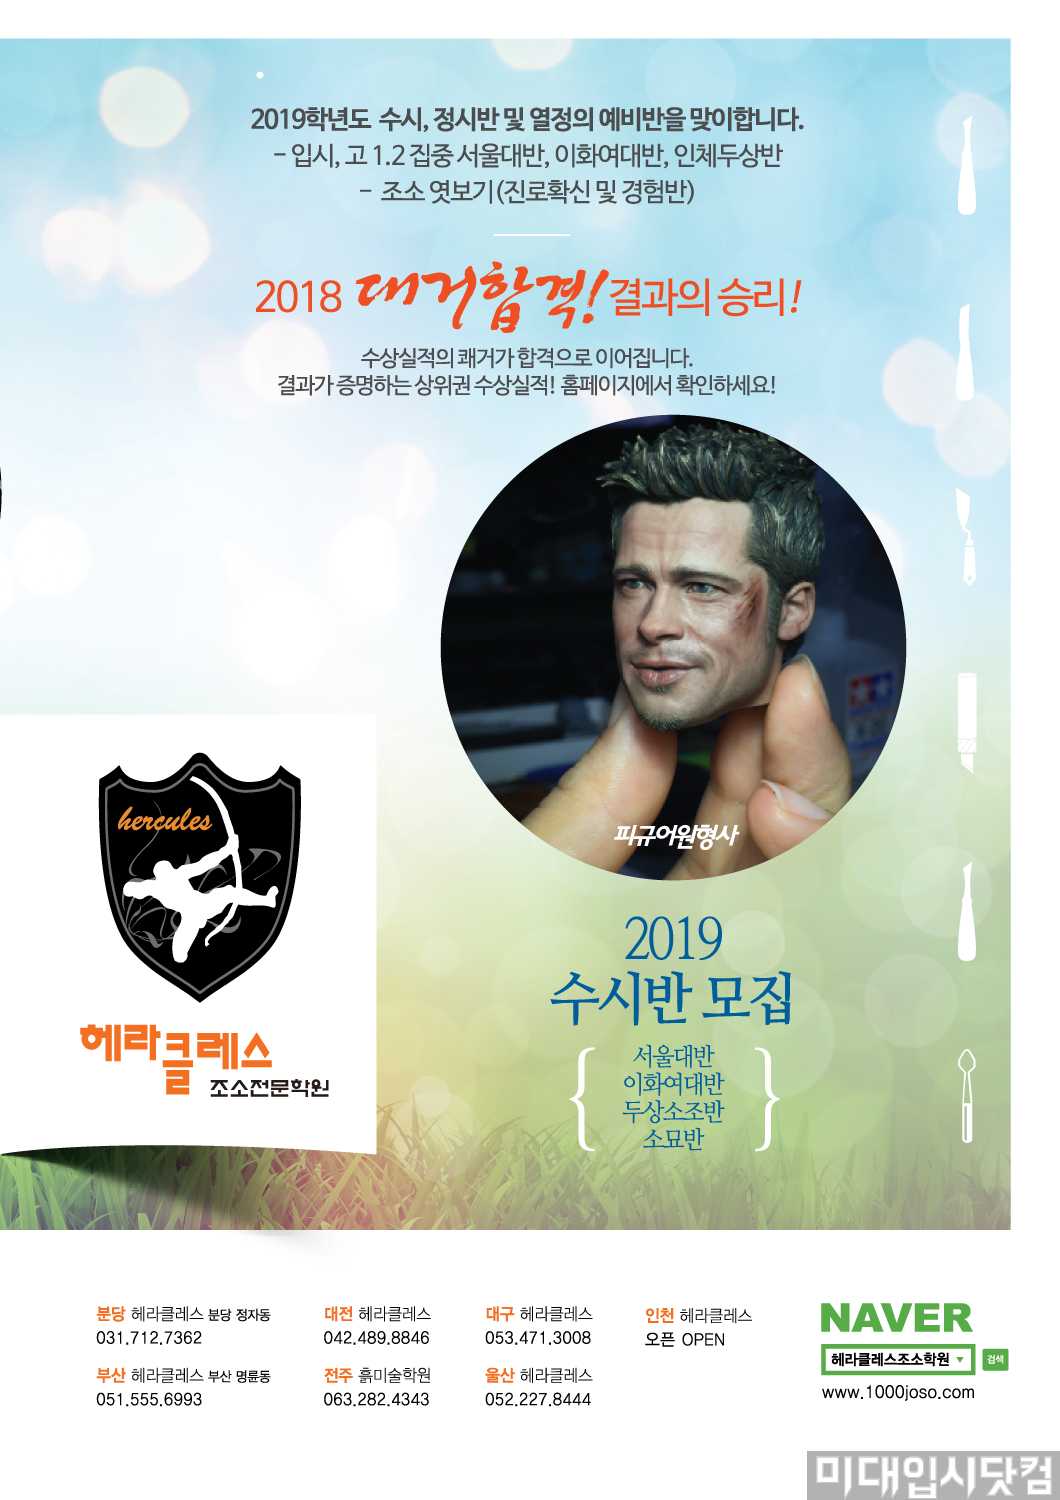 2019학년도 수시, 정시반 및 열정의 예비반을 맞이합니다.
- 입시, 고 1.2 집중 서울대반, 이화여대반, 인체두상반
- 조소 엿보기(진로확신 및 경험반)
2018 대거합격! 결과의 승리!
수상실적의 쾌거가 합격으로 이어집니다.
결과가 증명하는 상위권 수상실적! 홈페이지에서 확인하세요!
피규어원형사
hercules
헤라클레스
조소전문학원
2019
수시반 모집
서울대반
이화여대반
두상소조반
소묘반
분당 헤라클레스 분당 정자동
031.712.7362
부산 헤라클레스 부산 명륜동
051.555.6993
대전 헤라클레스
042.489.8846
전주 흙미술학원
063.282.4343
대구 헤라클레스
053.471.3008
울산 헤라클레스
052.227.8444
인천 헤라클레스
오픈 OPEN
NAVER
헤라클레스조소학원 검색
www.1000joso.com
미대입시닷컴